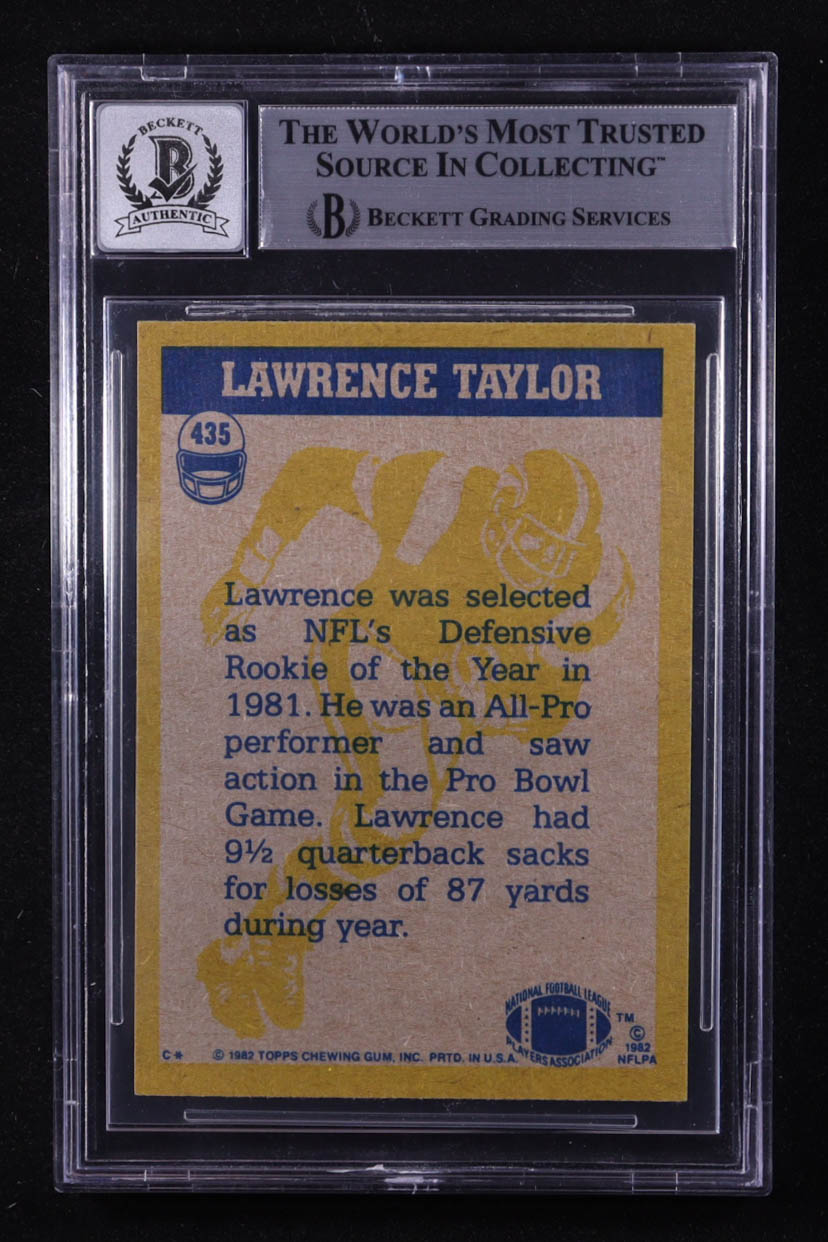 BECKETT
B
AUTHENTIC
THE WORLD'S MOST TRUSTED
SOURCE IN COLLECTING™
B BECKETT GRADING SERVICES
LAWRENCE TAYLOR
435
Lawrence was selected
as NFL's Defensive
Rookie of the Year in
1981. He was an All-Pro
performer and saw
action in the Pro Bowl
Game. Lawrence had
9½ quarterback sacks
for losses of 87 yards
during year.
NATIONAL FOOTBALL LEAGUE
PLAYERS ASSOCIATION
TM
©
1982
NFLPA
C* © 1982 TOPPS CHEWING GUM, INC. PRTD. IN U.S.A.